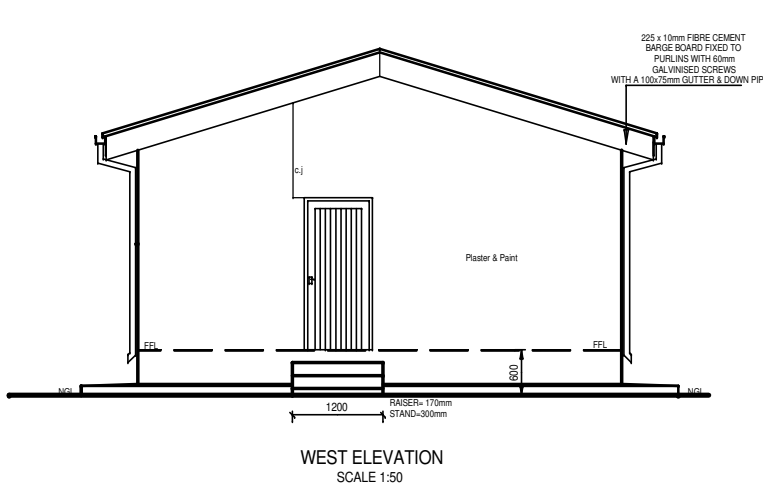 225 x 10mm FIBRE CEMENT
BARGE BOARD FIXED TO
PURLINS WITH 60mm
GALVINISED SCREWS
WITH A 100x75mm GUTTER & DOWN PIP
c.j
Plaster & Paint
FFL
FFL
600
NGL
NGL
1200
RAISER= 170mm
STAND=300mm
WEST ELEVATION
SCALE 1:50